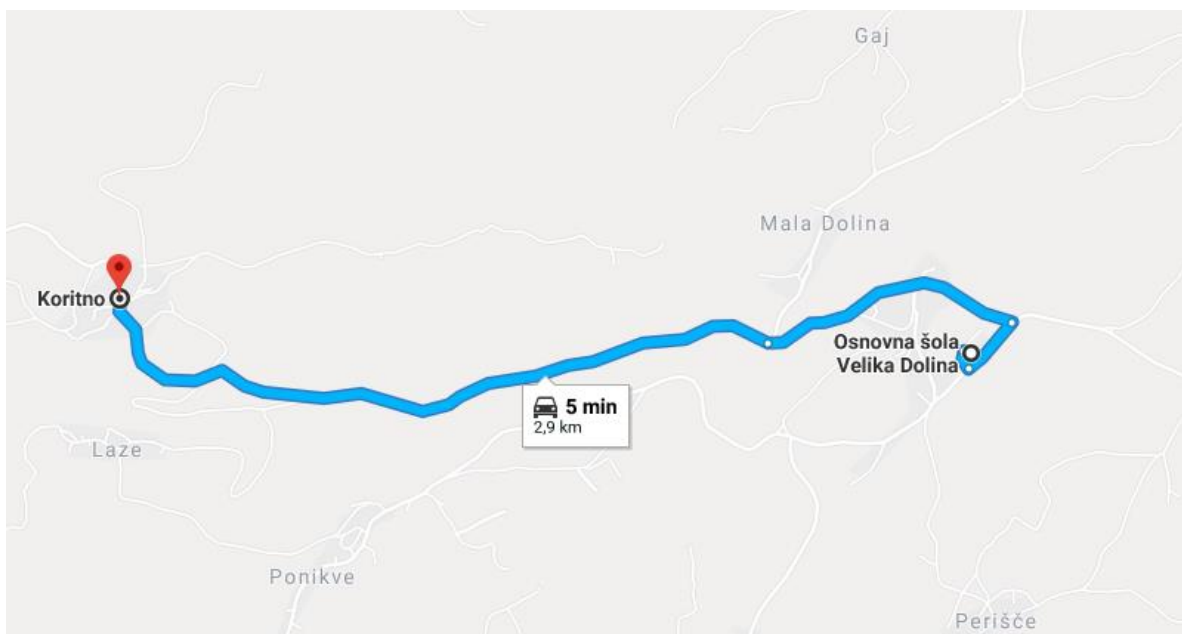 Gaj
Mala Dolina
Koritno
Osnovna šola
Velika Dolina
5 min
2,9 km
Laze
Ponikve
Perišče